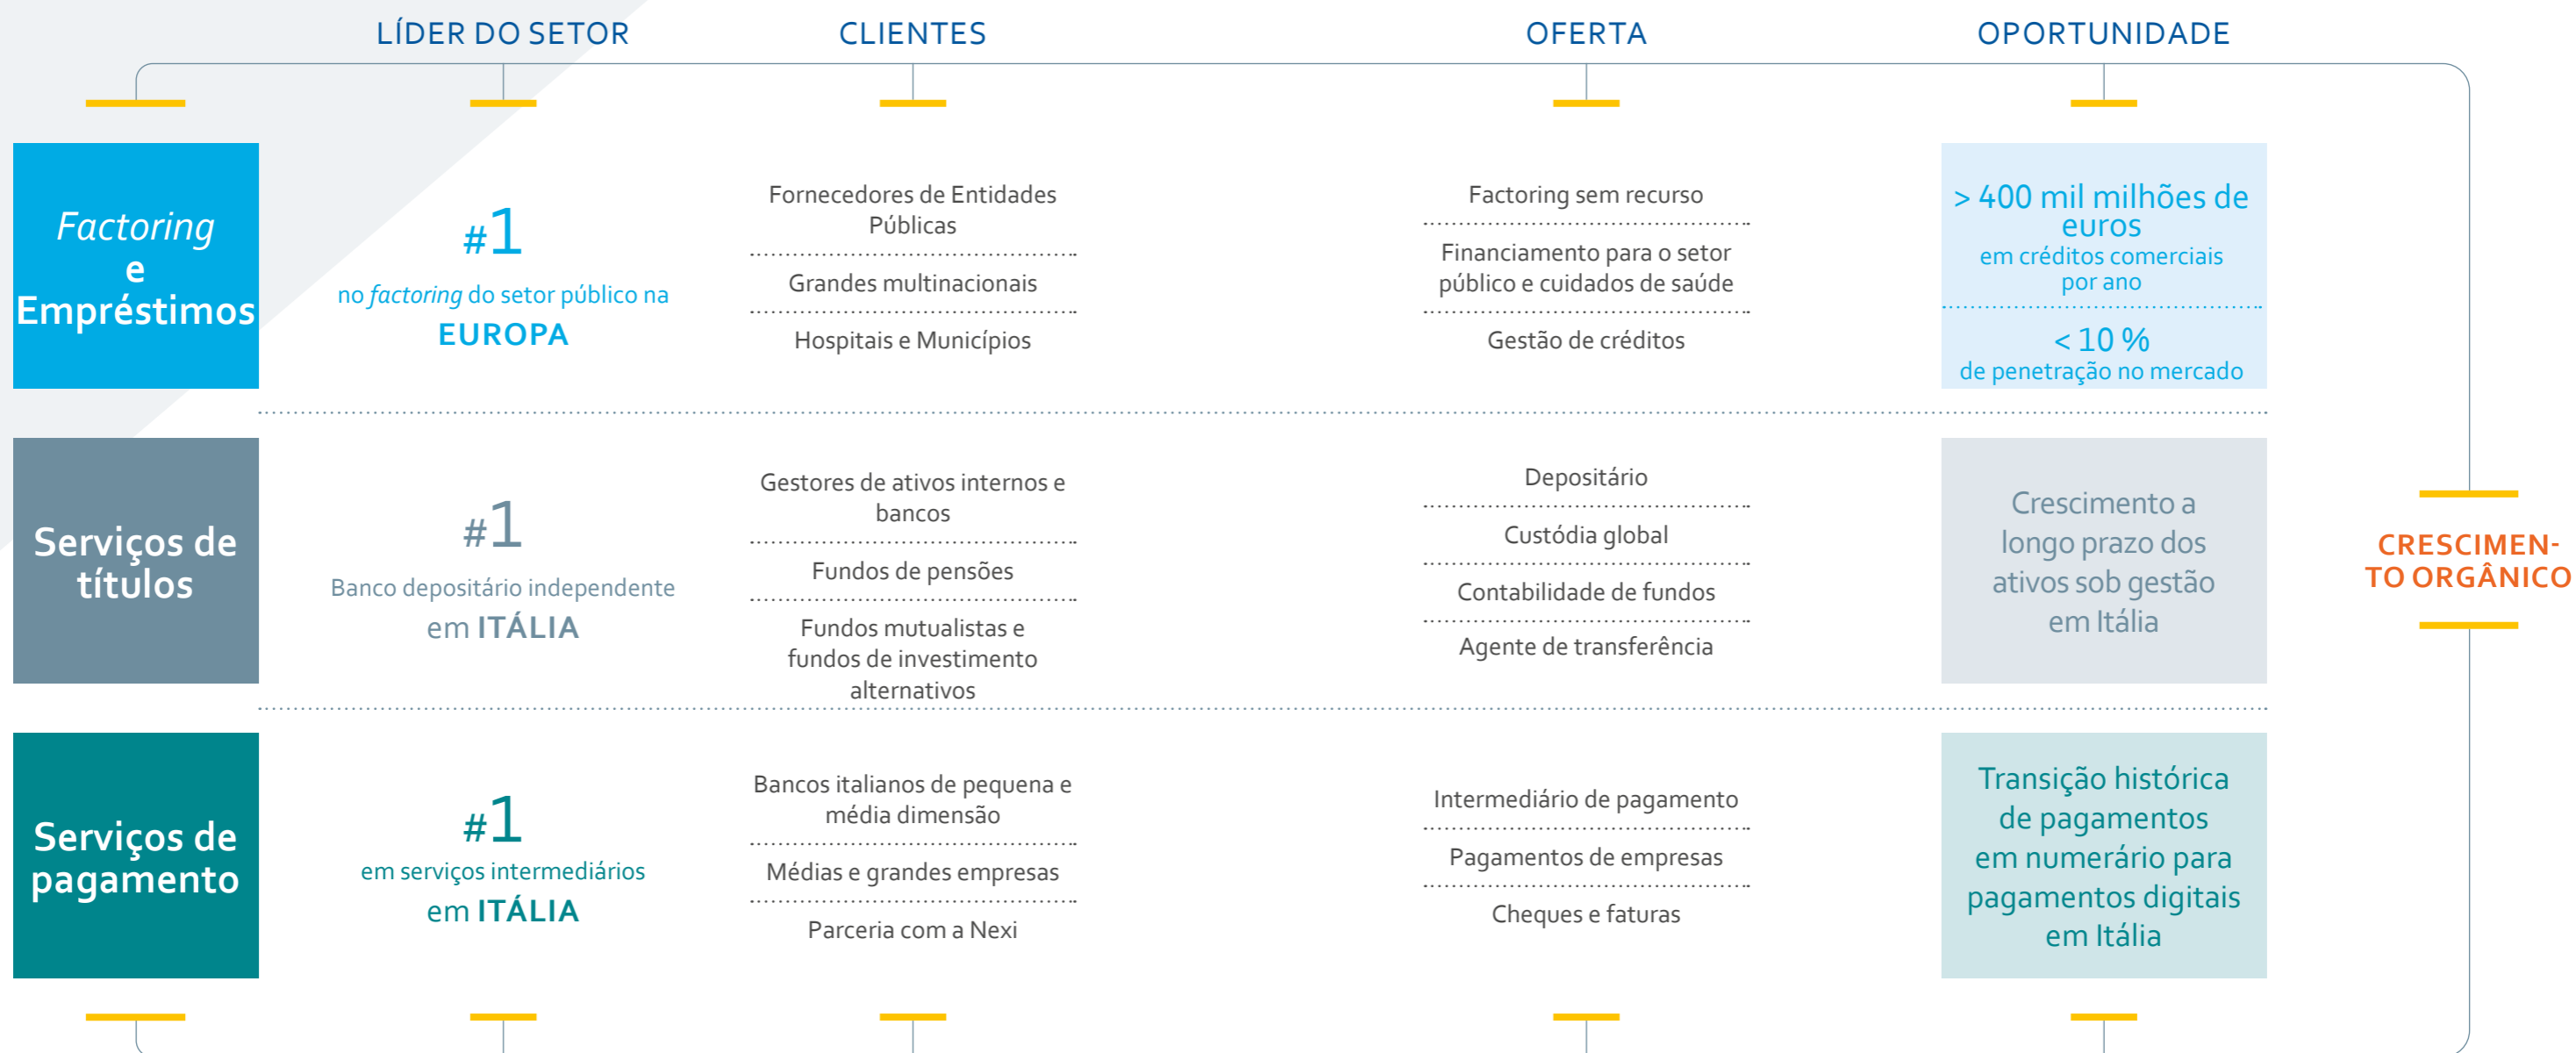 LÍDER DO SETOR
CLIENTES
OFERTA
OPORTUNIDADE
Factoring
e
Empréstimos
#1
no factoring do setor público na
EUROPA
Fornecedores de Entidades
Públicas
Grandes multinacionais
Hospitais e Municípios
Factoring sem recurso
Financiamento para o setor
público e cuidados de saúde
Gestão de créditos
> 400 mil milhões de
euros
em créditos comerciais
por ano
< 10 %
de penetração no mercado
Serviços de
títulos
#1
Banco depositário independente
em ITÁLIA
Gestores de ativos internos e
bancos
Fundos de pensões
Fundos mutualistas e
fundos de investimento
alternativos
Depositário
Custódia global
Contabilidade de fundos
Agente de transferência
Crescimento a
longo prazo dos
ativos sob gestão
em Itália
CRESCIMEN-
TO ORGÂNICO
Serviços de
pagamento
#1
em serviços intermediários
em ITÁLIA
Bancos italianos de pequena e
média dimensão
Médias e grandes empresas
Parceria com a Nexi
Intermediário de pagamento
Pagamentos de empresas
Cheques e faturas
Transição histórica
de pagamentos
em numerário para
pagamentos digitais
em Itália